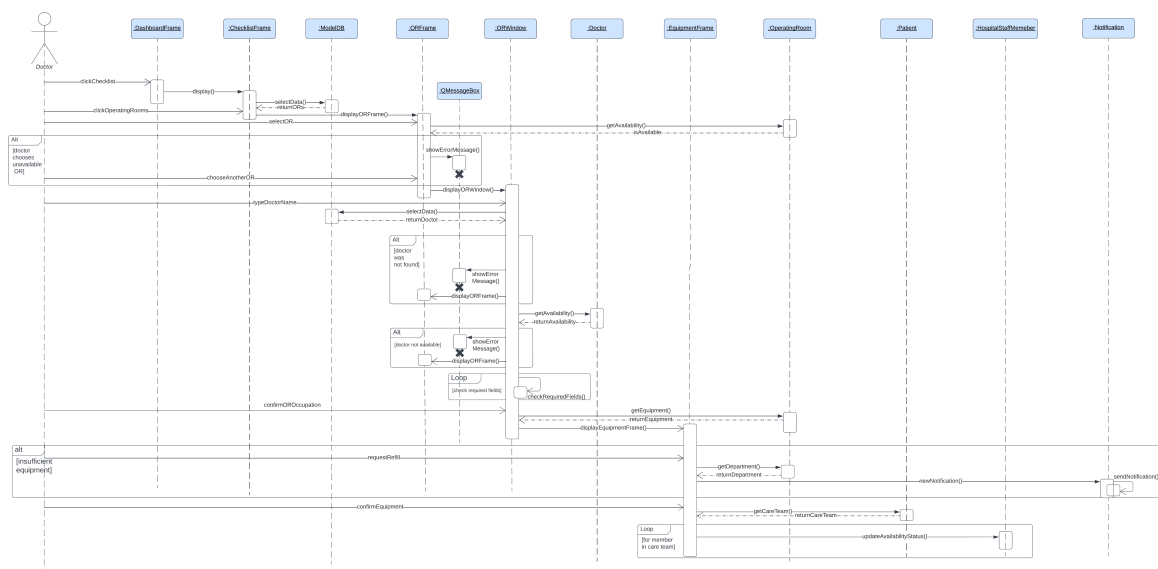 :DashboardFrame
:ChecklistFrame
:ModelDB
:ORFrame
:ORWindow
:Doctor
:EquipmentFrame
:OperatingRoom
:Patient
:HospitalStaffMemeber
:Notification
Doctor
clickChecklist
display()
:QMessageBox
selectData()
returnORs
clickOperatingRooms
displayORFrame()
selectOR
getAvailability()
isAvailable
Alt
[doctor
chooses
unavailable
OR]
showErrorMessage()
chooseAnotherOR
displayORWindow()
typeDoctorName
selectData()
returnDoctor
Alt
[doctor
was
not found]
showError
Message()
displayORFrame()
getAvailability()
returnAvailability
Alt
[doctor not available]
showError
Message()
displayORFrame()
Loop
[check required fields]
checkRequiredFields()
confirmOROccupation
getEquipment()
returnEquipment
displayEquipmentFrame()
alt
[insufficient
equipment]
requestRefill
getDepartment()
returnDepartment
newNotification()
sendNotification()
confirmEquipment
getCareTeam()
returnCareTeam
Loop
[for member
in care team]
updateAvailabilityStatus()